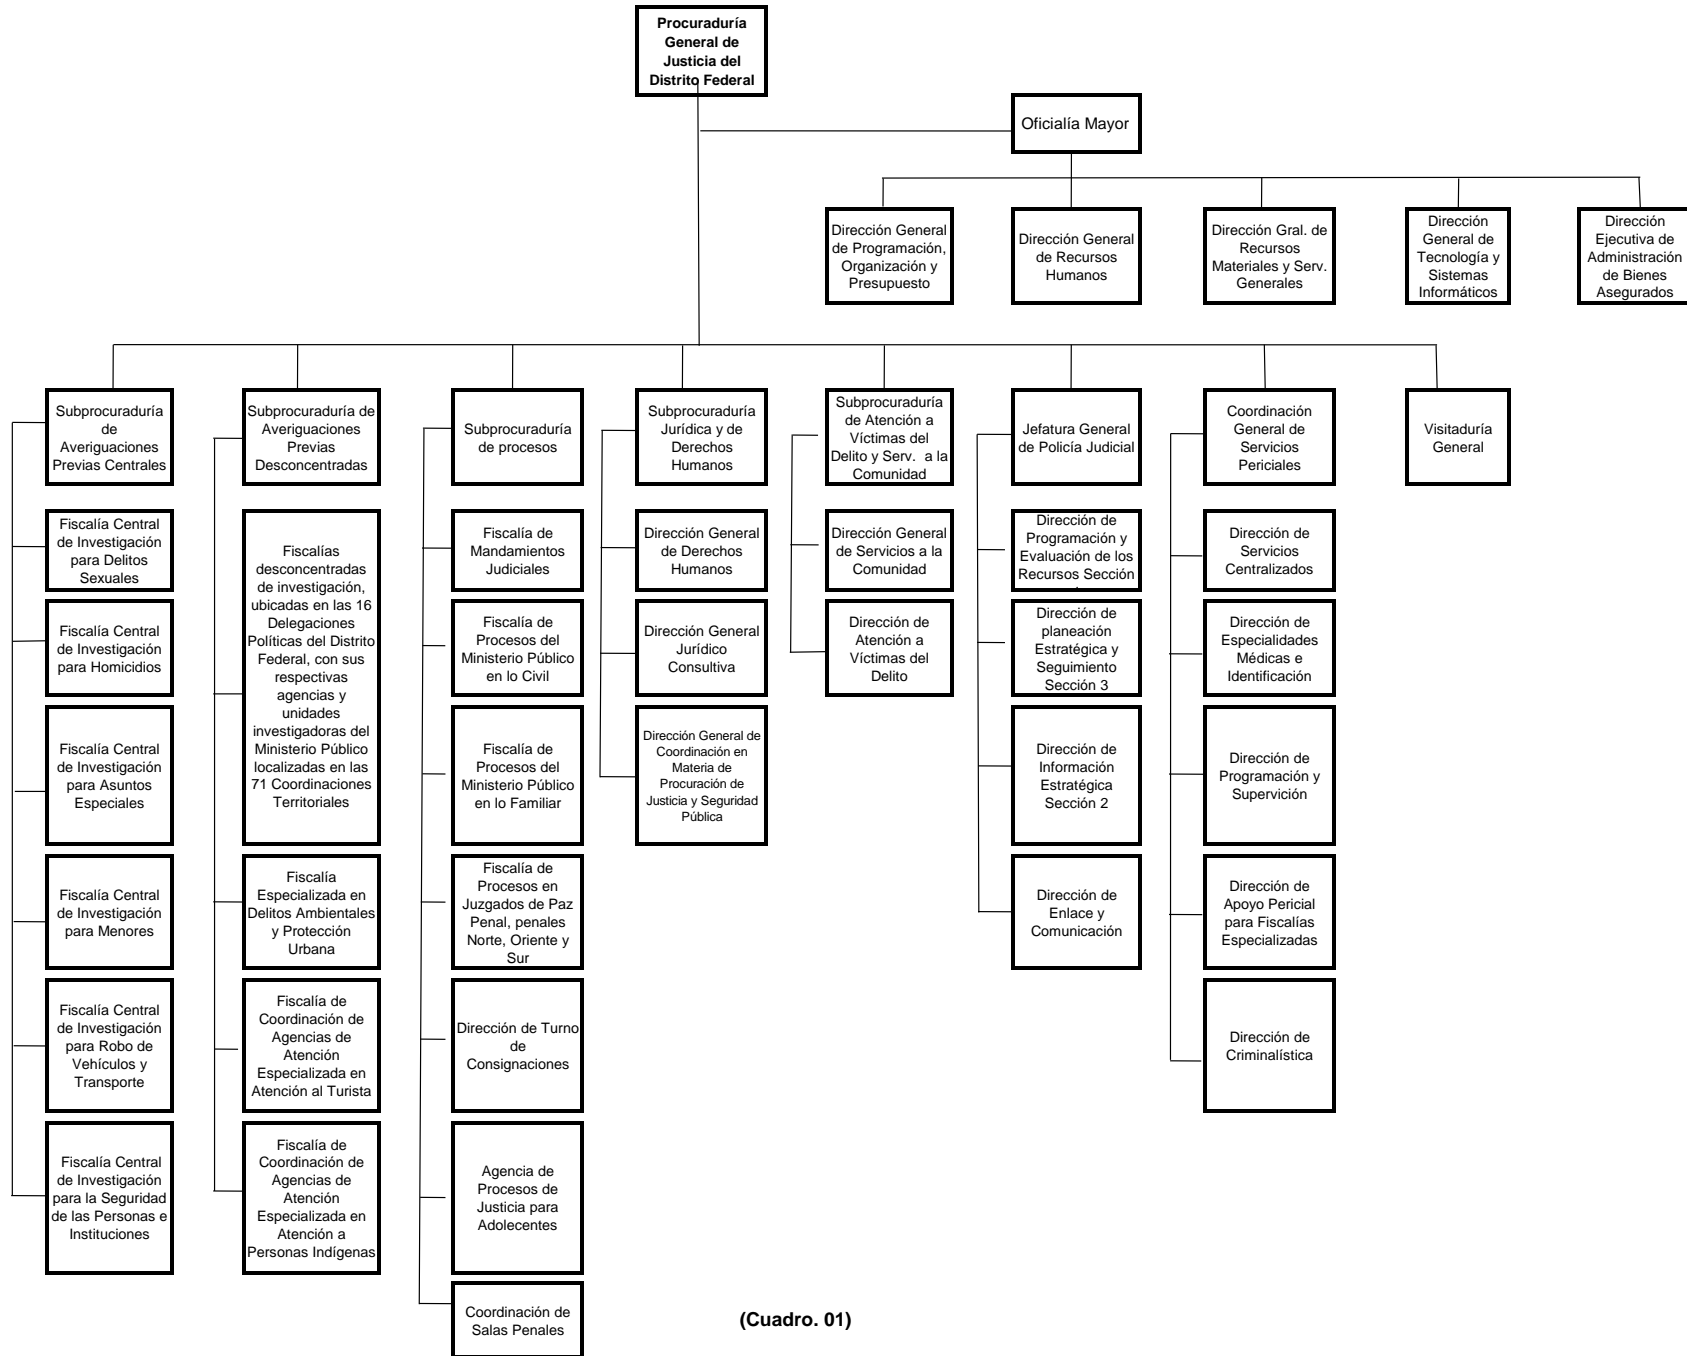 Procuraduría
General de
Justicia del
Distrito Federal
Oficialía Mayor
Dirección General
de Programación,
Organización y
Presupuesto
Dirección General
de Recursos
Humanos
Dirección Gral. de
Recursos
Materiales y Serv.
Generales
Dirección
General de
Tecnología y
Sistemas
Informáticos
Dirección
Ejecutiva de
Administración
de Bienes
Asegurados
Subprocuraduría
de
Averiguaciones
Previas Centrales
Fiscalía Central
de Investigación
para Delitos
Sexuales
Fiscalía Central
de Investigación
para Homicidios
Fiscalía Central
de Investigación
para Asuntos
Especiales
Fiscalía Central
de Investigación
para Menores
Fiscalía Central
de Investigación
para Robo de
Vehículos y
Transporte
Fiscalía Central
de Investigación
para la Seguridad
de las Personas e
Instituciones
Subprocuraduría de
Averiguaciones
Previas
Desconcentradas
Fiscalías
desconcentradas
de investigación,
ubicadas en las 16
Delegaciones
Políticas del Distrito
Federal, con sus
respectivas
agencias y
unidades
investigadoras del
Ministerio Público
localizadas en las
71 Coordinaciones
Territoriales
Fiscalía
Especializada en
Delitos Ambientales
y Protección
Urbana
Fiscalía de
Coordinación de
Agencias de
Atención
Especializada en
Atención al Turista
Fiscalía de
Coordinación de
Agencias de
Atención
Especializada en
Atención a
Personas Indígenas
Subprocuraduría
de procesos
Fiscalía de
Mandamientos
Judiciales
Fiscalía de
Procesos del
Ministerio Público
en lo Civil
Fiscalía de
Procesos del
Ministerio Público
en lo Familiar
Fiscalía de
Procesos en
Juzgados de Paz
Penal, penales
Norte, Oriente y
Sur
Dirección de Turno
de
Consignaciones
Agencia de
Procesos de
Justicia para
Adolecentes
Coordinación de
Salas Penales
Subprocuraduría
Jurídica y de
Derechos
Humanos
Dirección General
de Derechos
Humanos
Dirección General
Jurídico
Consultiva
Dirección General de
Coordinación en
Materia de
Procuración de
Justicia y Seguridad
Pública
Subprocuraduría
de Atención a
Víctimas del
Delito y Serv. a la
Comunidad
Dirección General
de Servicios a la
Comunidad
Dirección de
Atención a
Víctimas del
Delito
Jefatura General
de Policía Judicial
Dirección de
Programación y
Evaluación de los
Recursos Sección
Dirección de
planeación
Estratégica y
Seguimiento
Sección 3
Dirección de
Información
Estratégica
Sección 2
Dirección de
Enlace y
Comunicación
Coordinación
General de
Servicios
Periciales
Dirección de
Servicios
Centralizados
Dirección de
Especialidades
Médicas e
Identificación
Dirección de
Programación y
Supervición
Dirección de
Apoyo Pericial
para Fiscalías
Especializadas
Dirección de
Criminalística
Visitaduría
General
(Cuadro. 01)